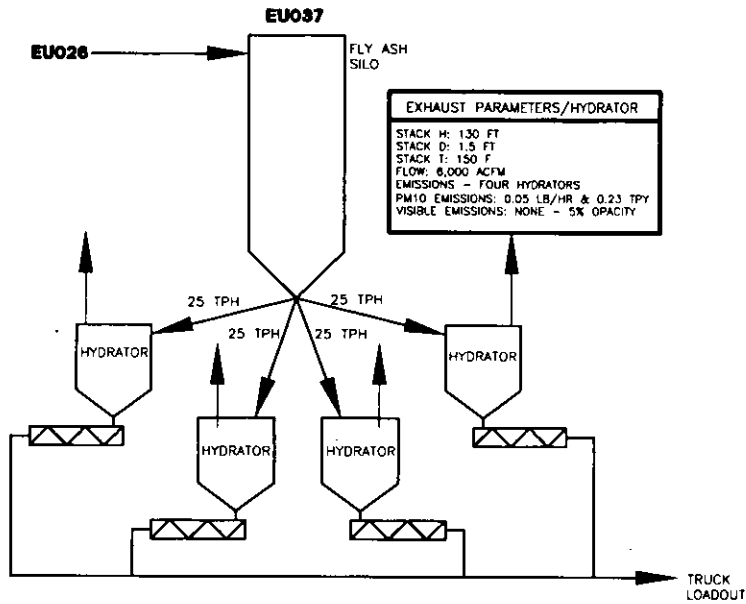 EU037
EU026
FLY ASH
SILO
EXHAUST PARAMETERS/HYDRATOR
STACK H: 130 FT
STACK D: 1.5 FT
STACK T: 150 F
FLOW: 6,000 ACFM
EMISSIONS - FOUR HYDRATORS
PM10 EMISSIONS: 0.05 LB/HR & 0.23 TPY
VISIBLE EMISSIONS: NONE - 5% OPACITY
25 TPH
25 TPH
25 TPH
25 TPH
HYDRATOR
HYDRATOR
HYDRATOR
HYDRATOR
TRUCK
LOADOUT